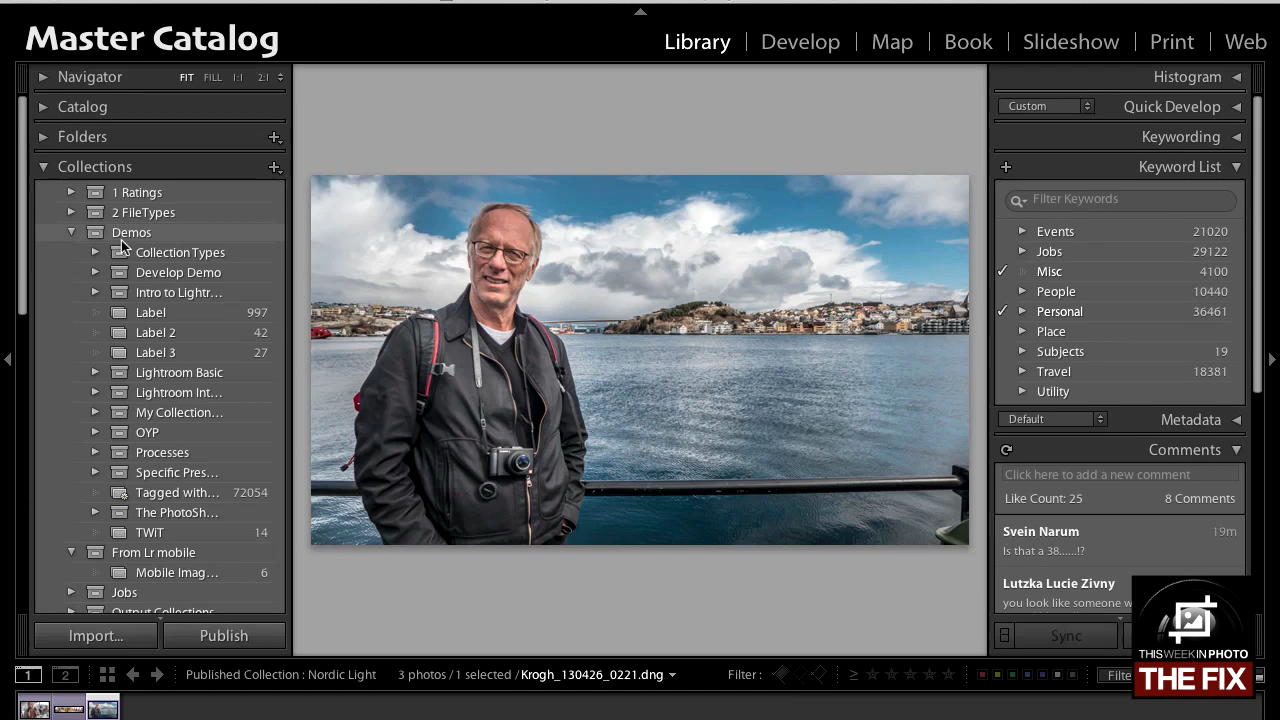 Master Catalog
Library | Develop | Map | Book | Slideshow | Print | Web
Navigator FIT FILL 1:1 2:1
Catalog
Folders
Collections
1 Ratings
2 FileTypes
Demos
Collection Types
Develop Demo
Intro to Lightr...
Label 997
Label 2 42
Label 3 27
Lightroom Basic
Lightroom Int...
My Collection...
OYP
Processes
Specific Pres...
Tagged with... 72054
The PhotoSh...
TWiT 14
From Lr mobile
Mobile Imag... 6
Jobs
Output Collections
Import... Publish
Histogram
Custom Quick Develop
Keywording
Keyword List
Filter Keywords
Events 21020
Jobs 29122
Misc 4100
People 10440
Personal 36461
Place
Subjects 19
Travel 18381
Utility
Default Metadata
Comments
Click here to add a new comment
Like Count: 25 8 Comments
Svein Narum 19m
Is that a 38......!?
Lutzka Lucie Zivny
you look like someone w
Sync
1 2 Published Collection : Nordic Light 3 photos / 1 selected / Krogh_130426_0221.dng Filter :
THIS WEEK IN PHOTO
THE FIX